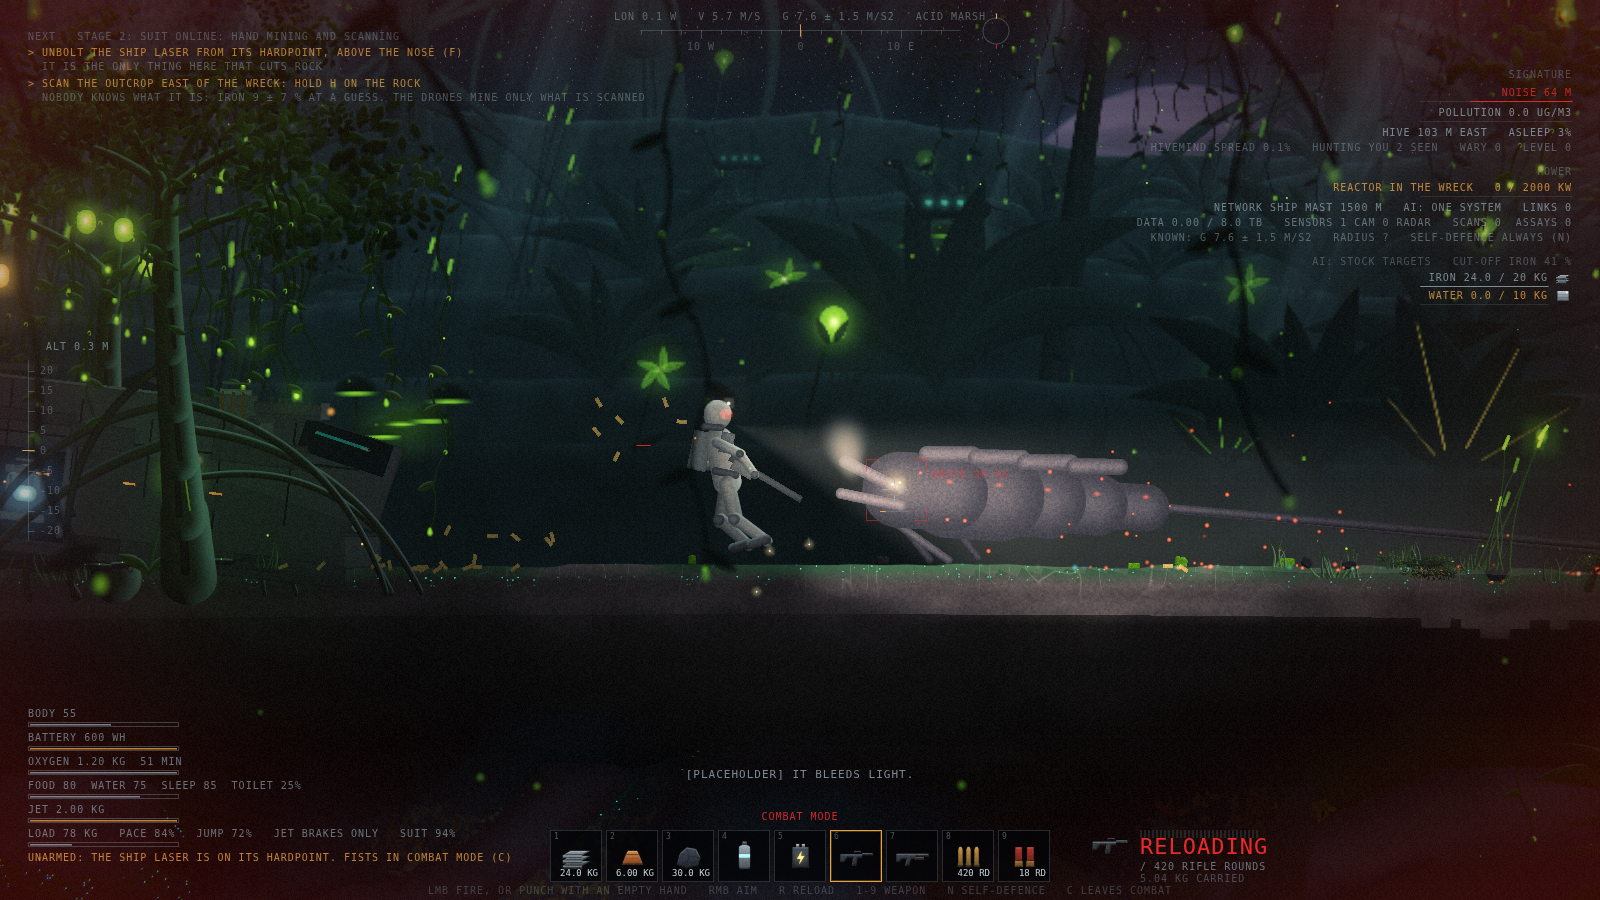 LON 0.1 W   V 5.7 M/S   G 7.6 ± 1.5 M/S2   ACID MARSH
10 W   0   10 E
NEXT   STAGE 2: SUIT ONLINE: HAND MINING AND SCANNING
> UNBOLT THE SHIP LASER FROM ITS HARDPOINT, ABOVE THE NOSE (F)
IT IS THE ONLY THING HERE THAT CUTS ROCK
> SCAN THE OUTCROP EAST OF THE WRECK: HOLD H ON THE ROCK
NOBODY KNOWS WHAT IT IS: IRON 9 ± 7 % AT A GUESS. THE DRONES MINE ONLY WHAT IS SCANNED
SIGNATURE
NOISE 64 M
POLLUTION 0.0 UG/M3
HIVE 103 M EAST   ASLEEP 3%
HIVEMIND SPREAD 0.1%   HUNTING YOU 2 SEEN   WARY 0   LEVEL 0
POWER
REACTOR IN THE WRECK   0 / 2000 KW
NETWORK SHIP MAST 1500 M   AI: ONE SYSTEM   LINKS 0
DATA 0.00 / 8.0 TB   SENSORS 1 CAM 0 RADAR   SCANS 0   ASSAYS 0
KNOWN: G 7.6 ± 1.5 M/S2   RADIUS ?   SELF-DEFENCE ALWAYS (N)
AI: STOCK TARGETS   CUT-OFF IRON 41 %
IRON 24.0 / 20 KG
WATER 0.0 / 10 KG
ALT 0.3 M
20
15
10
5
0
-5
-10
-15
-20
BODY 55
BATTERY 600 WH
OXYGEN 1.20 KG   51 MIN
FOOD 80   WATER 75   SLEEP 85   TOILET 25%
JET 2.00 KG
LOAD 78 KG   PACE 84%   JUMP 72%   JET BRAKES ONLY   SUIT 94%
UNARMED: THE SHIP LASER IS ON ITS HARDPOINT. FISTS IN COMBAT MODE (C)
[PLACEHOLDER] IT BLEEDS LIGHT.
COMBAT MODE
1   2   3   4   5   6   7   8   9
24.0 KG   6.00 KG   30.0 KG   420 RD   18 RD
RELOADING
/ 420 RIFLE ROUNDS
5.04 KG CARRIED
LMB FIRE, OR PUNCH WITH AN EMPTY HAND   RMB AIM   R RELOAD   1-9 WEAPON   N SELF-DEFENCE   C LEAVES COMBAT